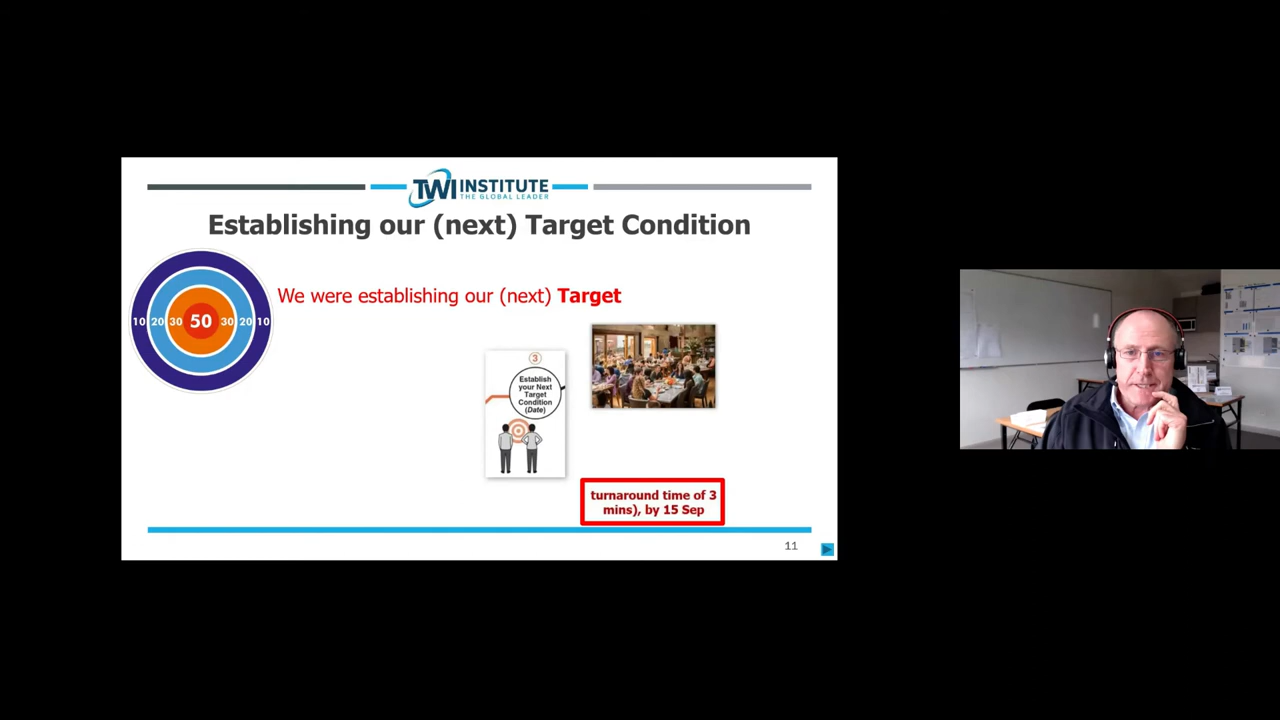 TWI INSTITUTE
THE GLOBAL LEADER
Establishing our (next) Target Condition
10 20 30 50 30 20 10
We were establishing our (next) Target
3
Establish
your Next
Target
Condition
(Date)
turnaround time of 3
mins), by 15 Sep
11